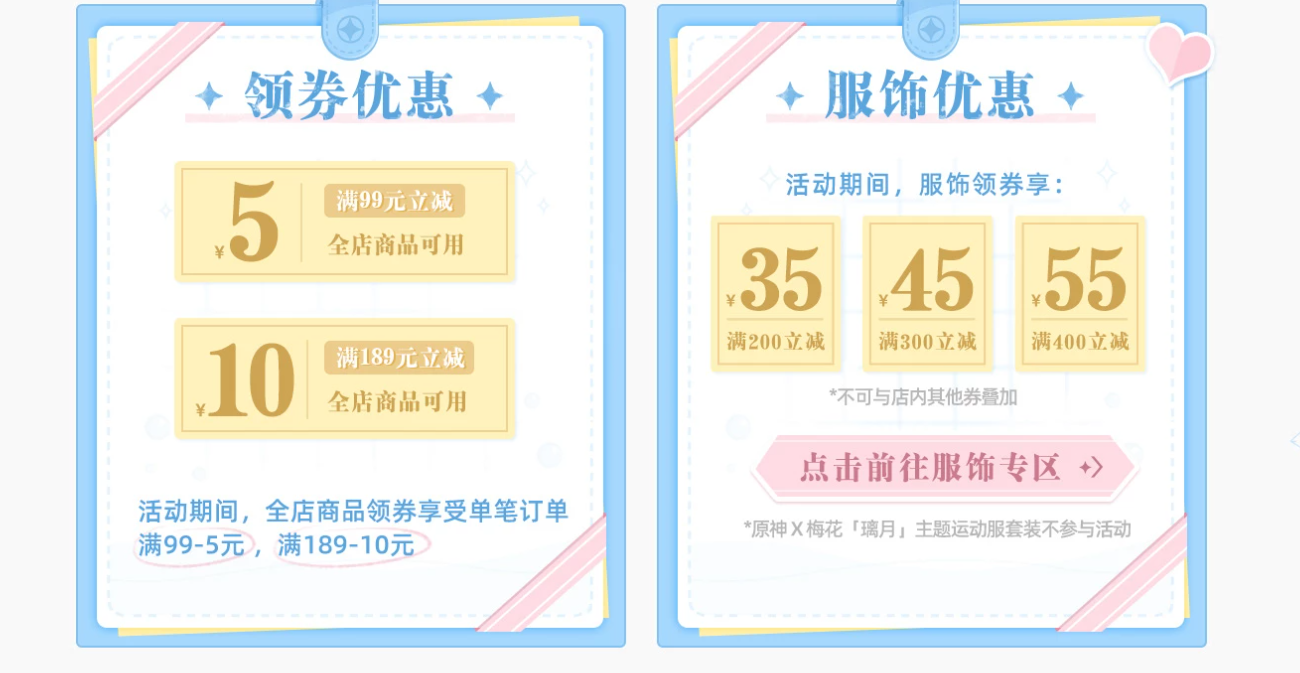 领券优惠
¥5
满99元立减
全店商品可用
¥10
满189元立减
全店商品可用
活动期间，全店商品领券享受单笔订单
满99-5元，满189-10元
服饰优惠
活动期间，服饰领券享：
¥35
满200立减
¥45
满300立减
¥55
满400立减
*不可与店内其他券叠加
点击前往服饰专区
*原神X梅花「璃月」主题运动服套装不参与活动